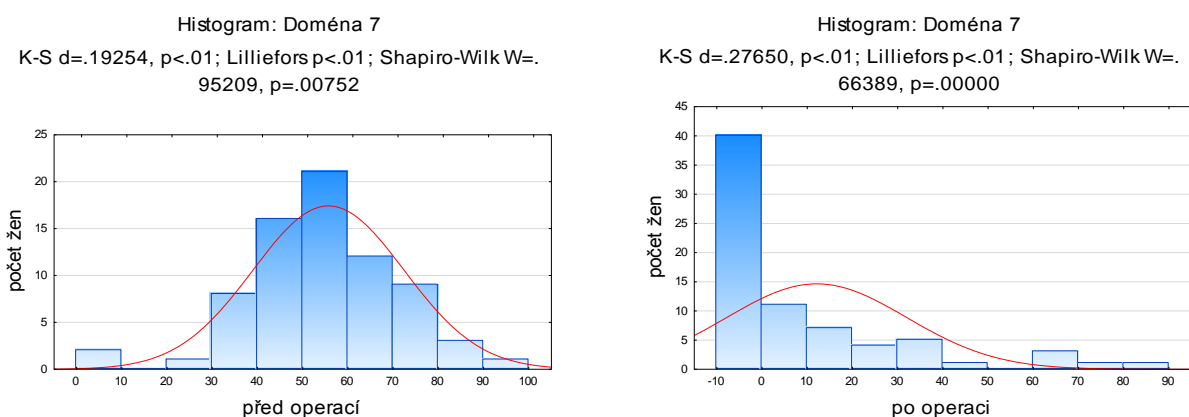 Histogram: Doména 7
K-S d=.19254, p<.01; Lilliefors p<.01; Shapiro-Wilk W=.
95209, p=.00752
25
20
15
10
5
0
počet žen
0 10 20 30 40 50 60 70 80 90 100
před operací
Histogram: Doména 7
K-S d=.27650, p<.01; Lilliefors p<.01; Shapiro-Wilk W=.
66389, p=.00000
45
40
35
30
25
20
15
10
5
0
počet žen
-10 0 10 20 30 40 50 60 70 80 90
po operaci